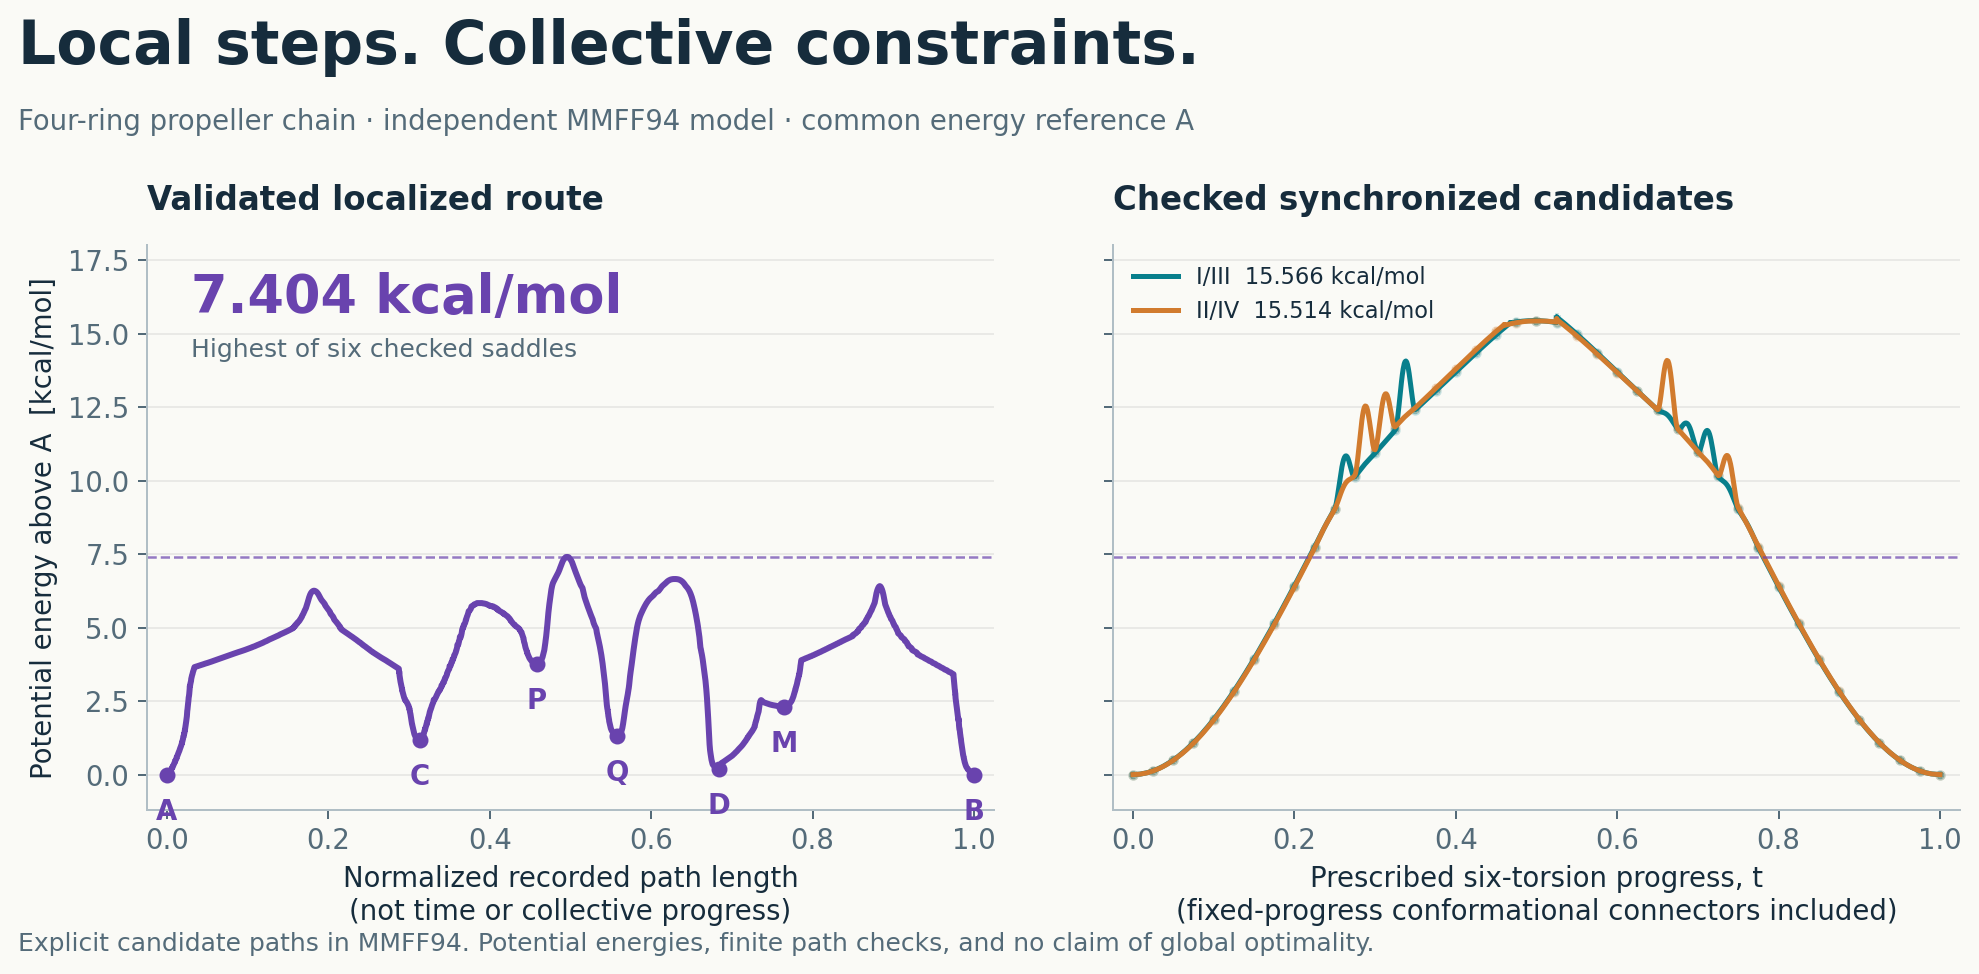 Local steps. Collective constraints.
Four-ring propeller chain · independent MMFF94 model · common energy reference A
Validated localized route
Checked synchronized candidates
Potential energy above A  [kcal/mol]
17.5
15.0
12.5
10.0
7.5
5.0
2.5
0.0
7.404 kcal/mol
Highest of six checked saddles
A
C
P
Q
D
M
B
0.0 0.2 0.4 0.6 0.8 1.0
Normalized recorded path length
(not time or collective progress)
I/III  15.566 kcal/mol
II/IV  15.514 kcal/mol
0.0 0.2 0.4 0.6 0.8 1.0
Prescribed six-torsion progress, t
(fixed-progress conformational connectors included)
Explicit candidate paths in MMFF94. Potential energies, finite path checks, and no claim of global optimality.